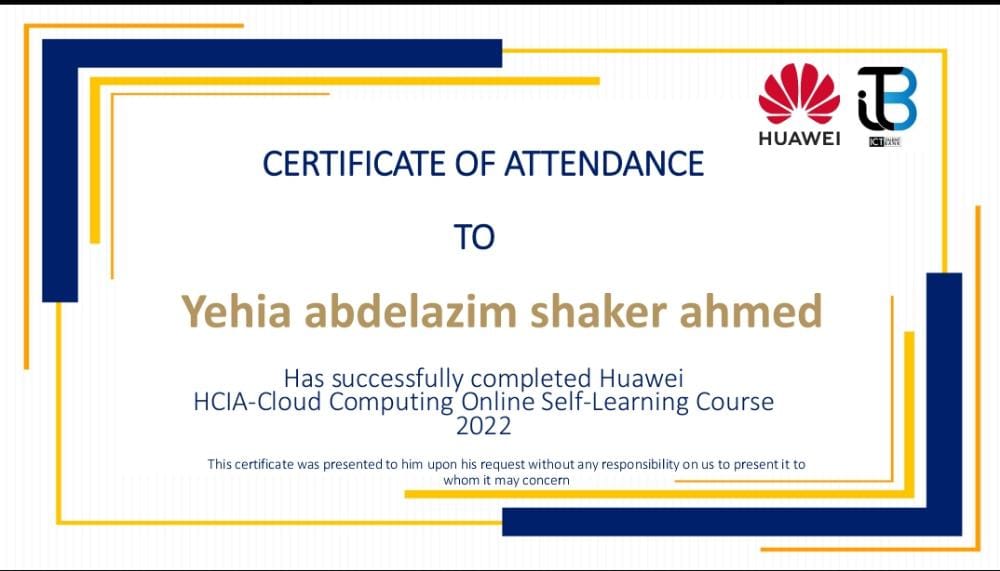 HUAWEI
iTB
ICT
CERTIFICATE OF ATTENDANCE
TO
Yehia abdelazim shaker ahmed
Has successfully completed Huawei
HCIA-Cloud Computing Online Self-Learning Course
2022
This certificate was presented to him upon his request without any responsibility on us to present it to
whom it may concern